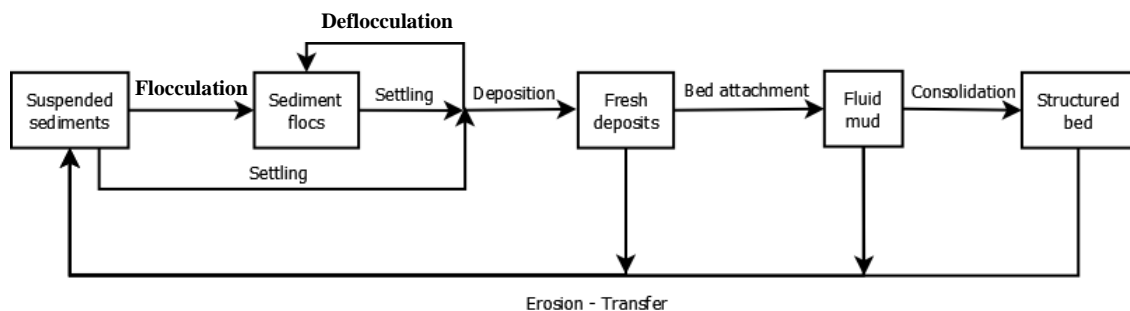 Deflocculation
Suspended
sediments
Flocculation
Sediment
flocs
Settling
Deposition
Fresh
deposits
Bed attachment
Fluid
mud
Consolidation
Structured
bed
Settling
Erosion - Transfer